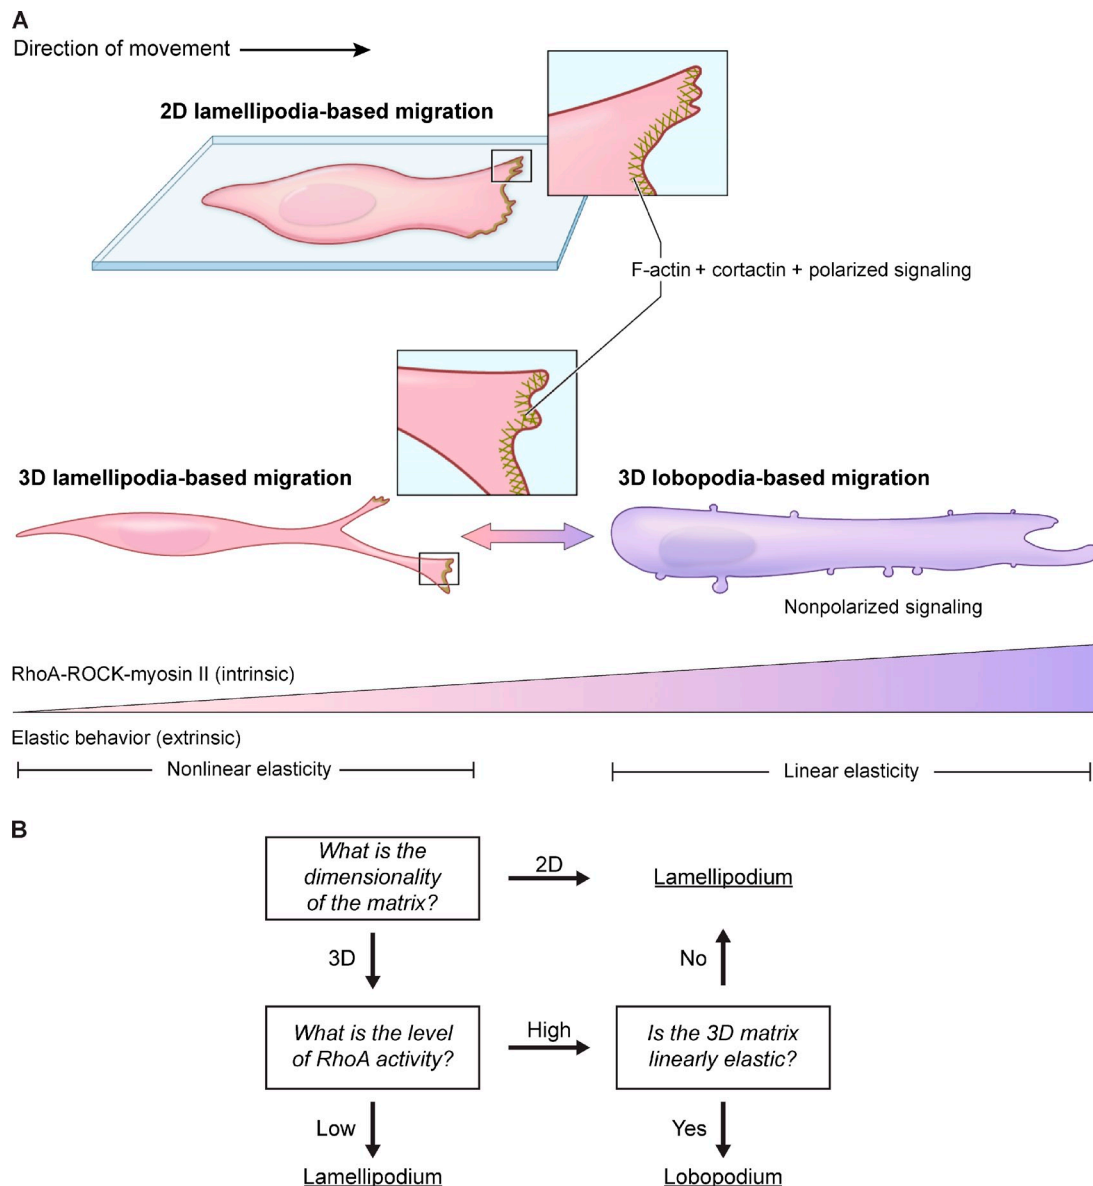 A
Direction of movement
2D lamellipodia-based migration
F-actin + cortactin + polarized signaling
3D lamellipodia-based migration
3D lobopodia-based migration
Nonpolarized signaling
RhoA-ROCK-myosin II (intrinsic)
Elastic behavior (extrinsic)
Nonlinear elasticity
Linear elasticity
B
What is the
dimensionality
of the matrix?
2D
Lamellipodium
3D
No
What is the level
of RhoA activity?
High
Is the 3D matrix
linearly elastic?
Low
Yes
Lamellipodium
Lobopodium